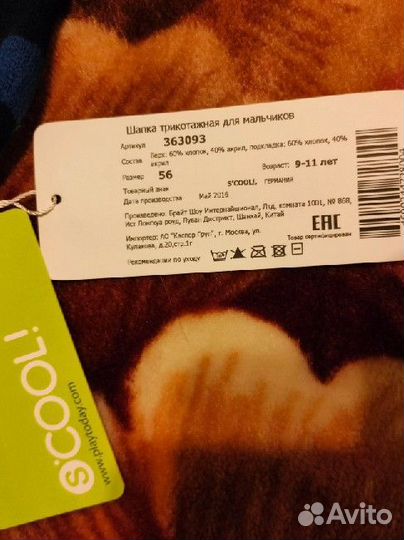 Шапка трикотажная для мальчиков
Артикул 363093
Состав Верх: 60% хлопок, 40% акрил, подкладка: 60% хлопок, 40% акрил
Размер 56 Возраст: 9-11 лет
Товарный знак S'COOL!, ГЕРМАНИЯ
Дата производства Май 2016
Произведено: Брайт Шоу Интернейшионал, Лтд, комната 1001, № 868,
Ист Лонгхуа роуд, Луван Дистрикт, Шанхай, Китай
Импортер: АО "Каспер Груп", г. Москва, ул.
Кулакова, д.20,стр.1г
Рекомендации по уходу
EAC
Товар сертифицирован
s'COOL!
www.playtoday.com
Avito